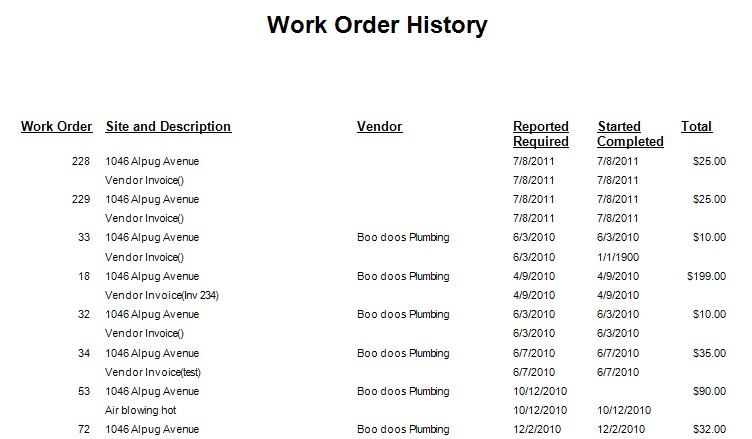 Work Order History
Work Order Site and Description Vendor Reported Started Total
Required Completed
228 1046 Alpug Avenue 7/8/2011 7/8/2011 $25.00
Vendor Invoice() 7/8/2011 7/8/2011
229 1046 Alpug Avenue 7/8/2011 7/8/2011 $25.00
Vendor Invoice() 7/8/2011 7/8/2011
33 1046 Alpug Avenue Boo doos Plumbing 6/3/2010 6/3/2010 $10.00
Vendor Invoice() 6/3/2010 1/1/1900
18 1046 Alpug Avenue Boo doos Plumbing 4/9/2010 4/9/2010 $199.00
Vendor Invoice(Inv 234) 4/9/2010 4/9/2010
32 1046 Alpug Avenue Boo doos Plumbing 6/3/2010 6/3/2010 $10.00
Vendor Invoice() 6/3/2010 6/3/2010
34 1046 Alpug Avenue Boo doos Plumbing 6/7/2010 6/7/2010 $35.00
Vendor Invoice(test) 6/7/2010 6/7/2010
53 1046 Alpug Avenue Boo doos Plumbing 10/12/2010 $90.00
Air blowing hot 10/12/2010 10/12/2010
72 1046 Alpug Avenue Boo doos Plumbing 12/2/2010 12/2/2010 $32.00